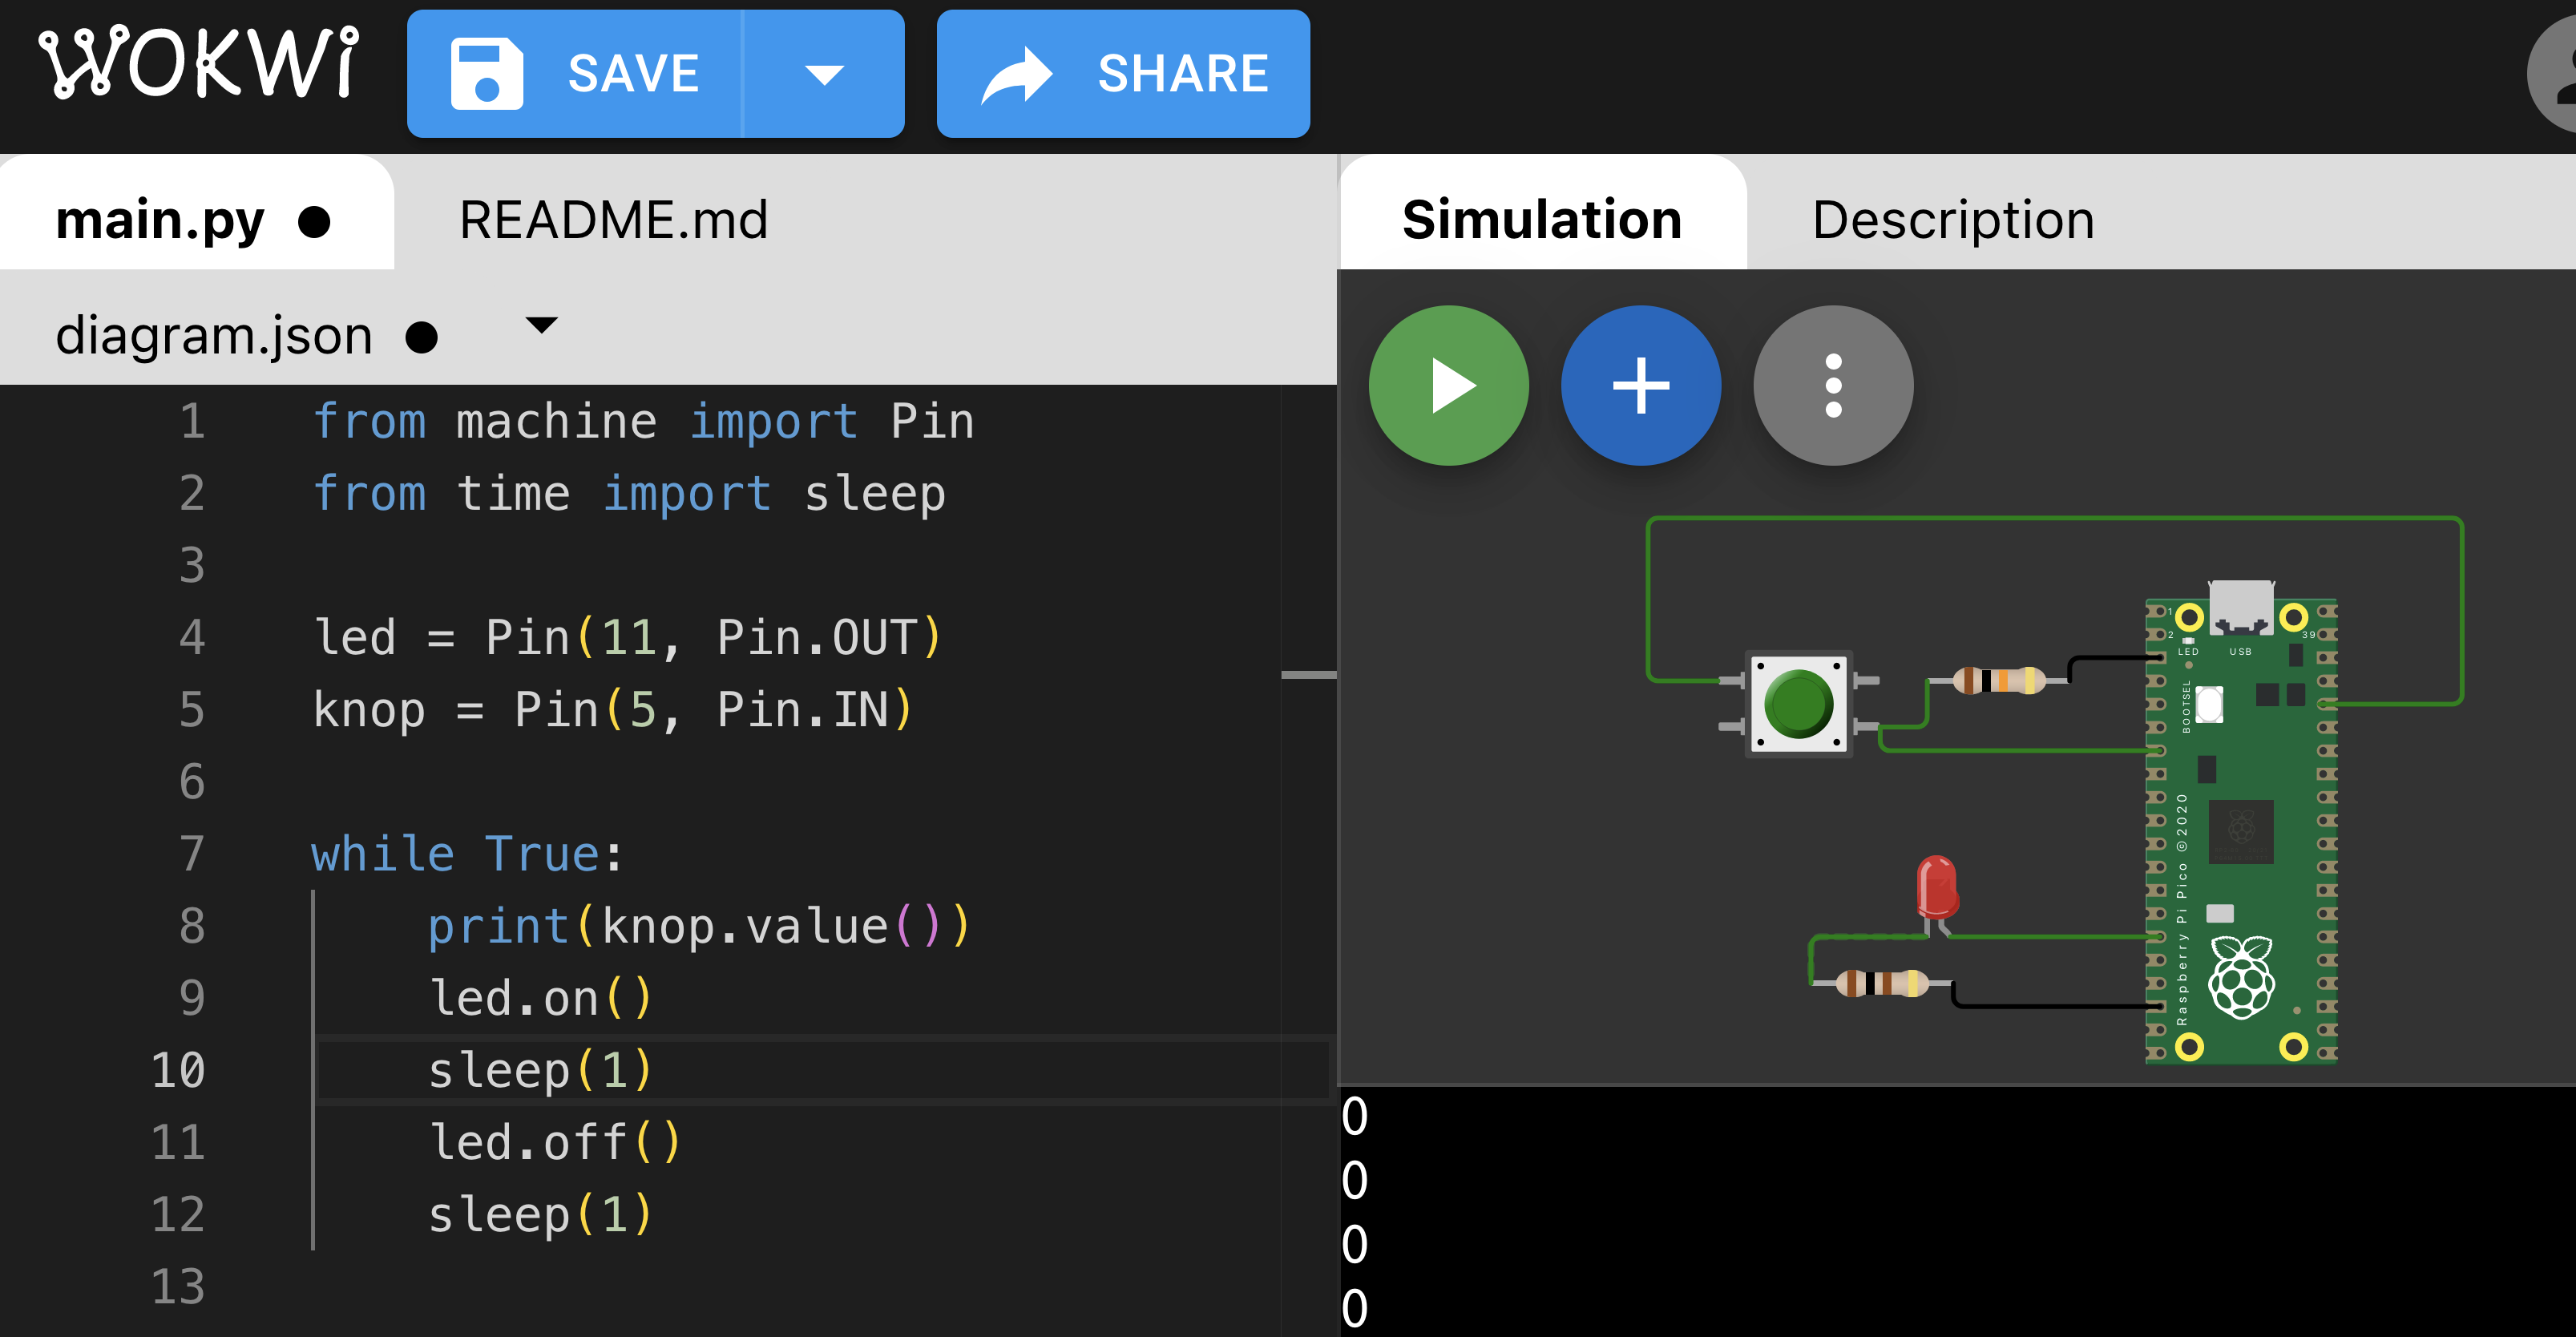 WOKWi
SAVE
SHARE
main.py
README.md
diagram.json
Simulation
Description
1 from machine import Pin
2 from time import sleep
3
4 led = Pin(11, Pin.OUT)
5 knop = Pin(5, Pin.IN)
6
7 while True:
8     print(knop.value())
9     led.on()
10     sleep(1)
11     led.off()
12     sleep(1)
13
1
2
39
LED
USB
BOOTSEL
Raspberry Pi Pico ©2020
0
0
0
0